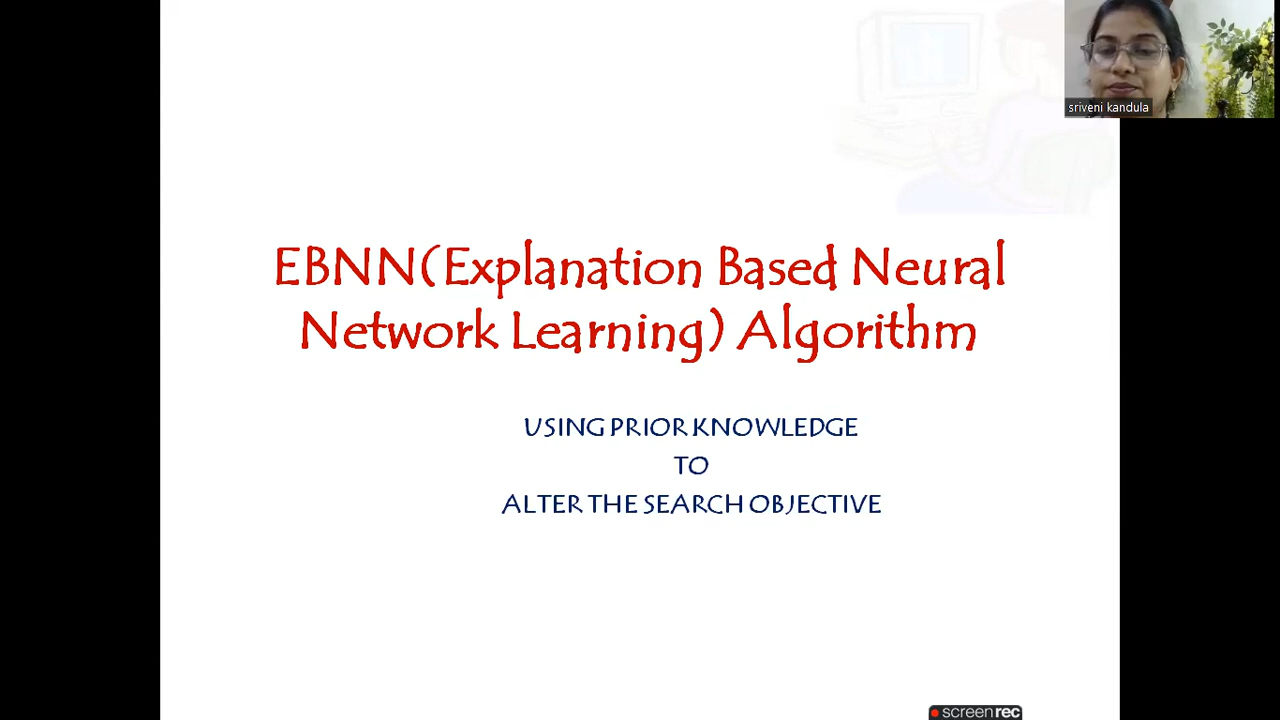 sriveni kandula
EBNN(Explanation Based Neural
Network Learning) Algorithm
USING PRIOR KNOWLEDGE
TO
ALTER THE SEARCH OBJECTIVE
screenrec